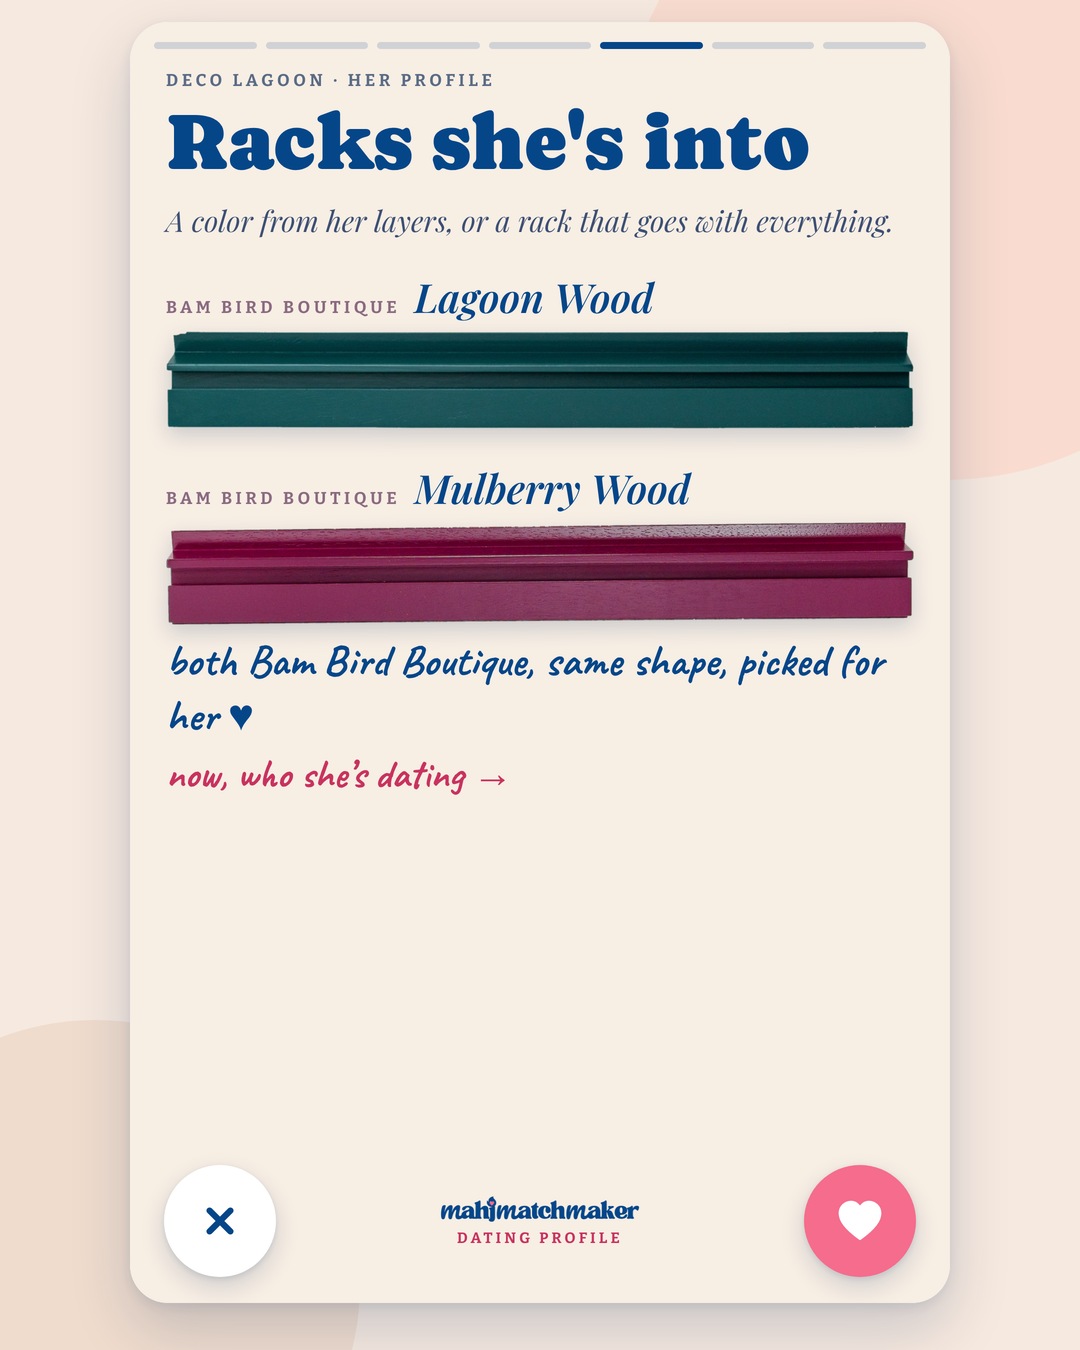 DECO LAGOON · HER PROFILE
Racks she's into
A color from her layers, or a rack that goes with everything.
BAM BIRD BOUTIQUE Lagoon Wood
BAM BIRD BOUTIQUE Mulberry Wood
both Bam Bird Boutique, same shape, picked for
her ♥
now, who she’s dating →
mahjmatchmaker
DATING PROFILE